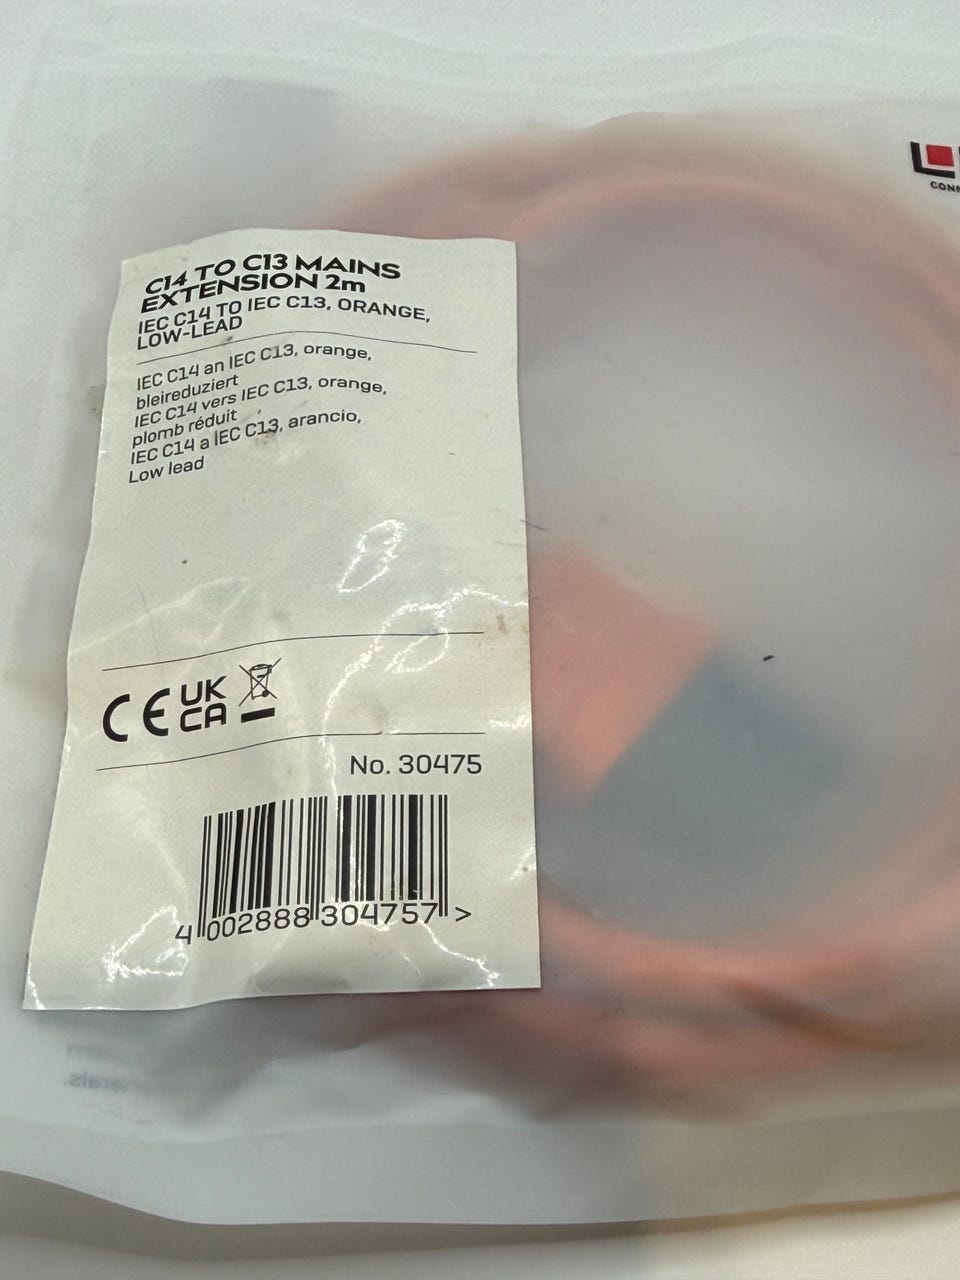 C14 TO C13 MAINS
EXTENSION 2m
IEC C14 TO IEC C13, ORANGE,
LOW-LEAD
IEC C14 an IEC C13, orange,
bleireduziert
IEC C14 vers IEC C13, orange,
plomb réduit
IEC C14 a IEC C13, arancio,
Low lead
CE UK
CA
No. 30475
4 002888 304757 >